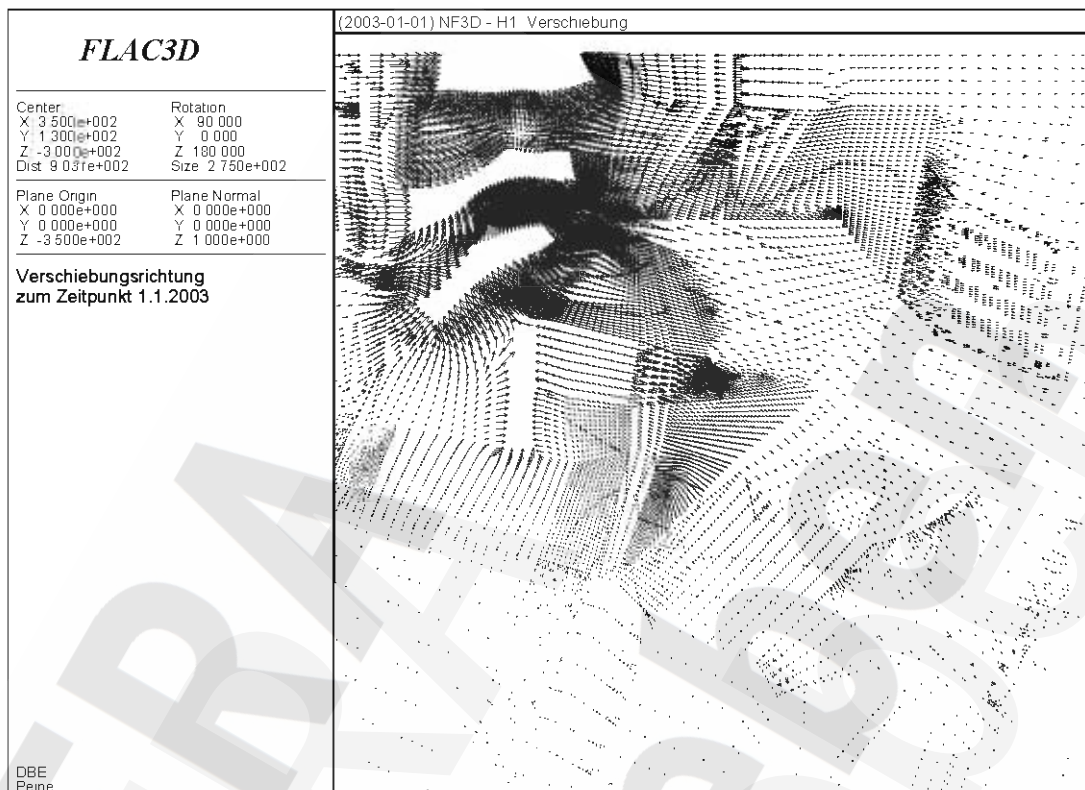 (2003-01-01) NF3D - H1 Verschiebung
FLAC3D
Center Rotation
X 3 500e+002 X 90 000
Y 1 300e+002 Y 0 000
Z -3 000e+002 Z 180 000
Dist 9 031e+002 Size 2 750e+002
Plane Origin Plane Normal
X 0 000e+000 X 0 000e+000
Y 0 000e+000 Y 0 000e+000
Z -3 500e+002 Z 1 000e+000
Verschiebungsrichtung
zum Zeitpunkt 1.1.2003
DBE
Peine